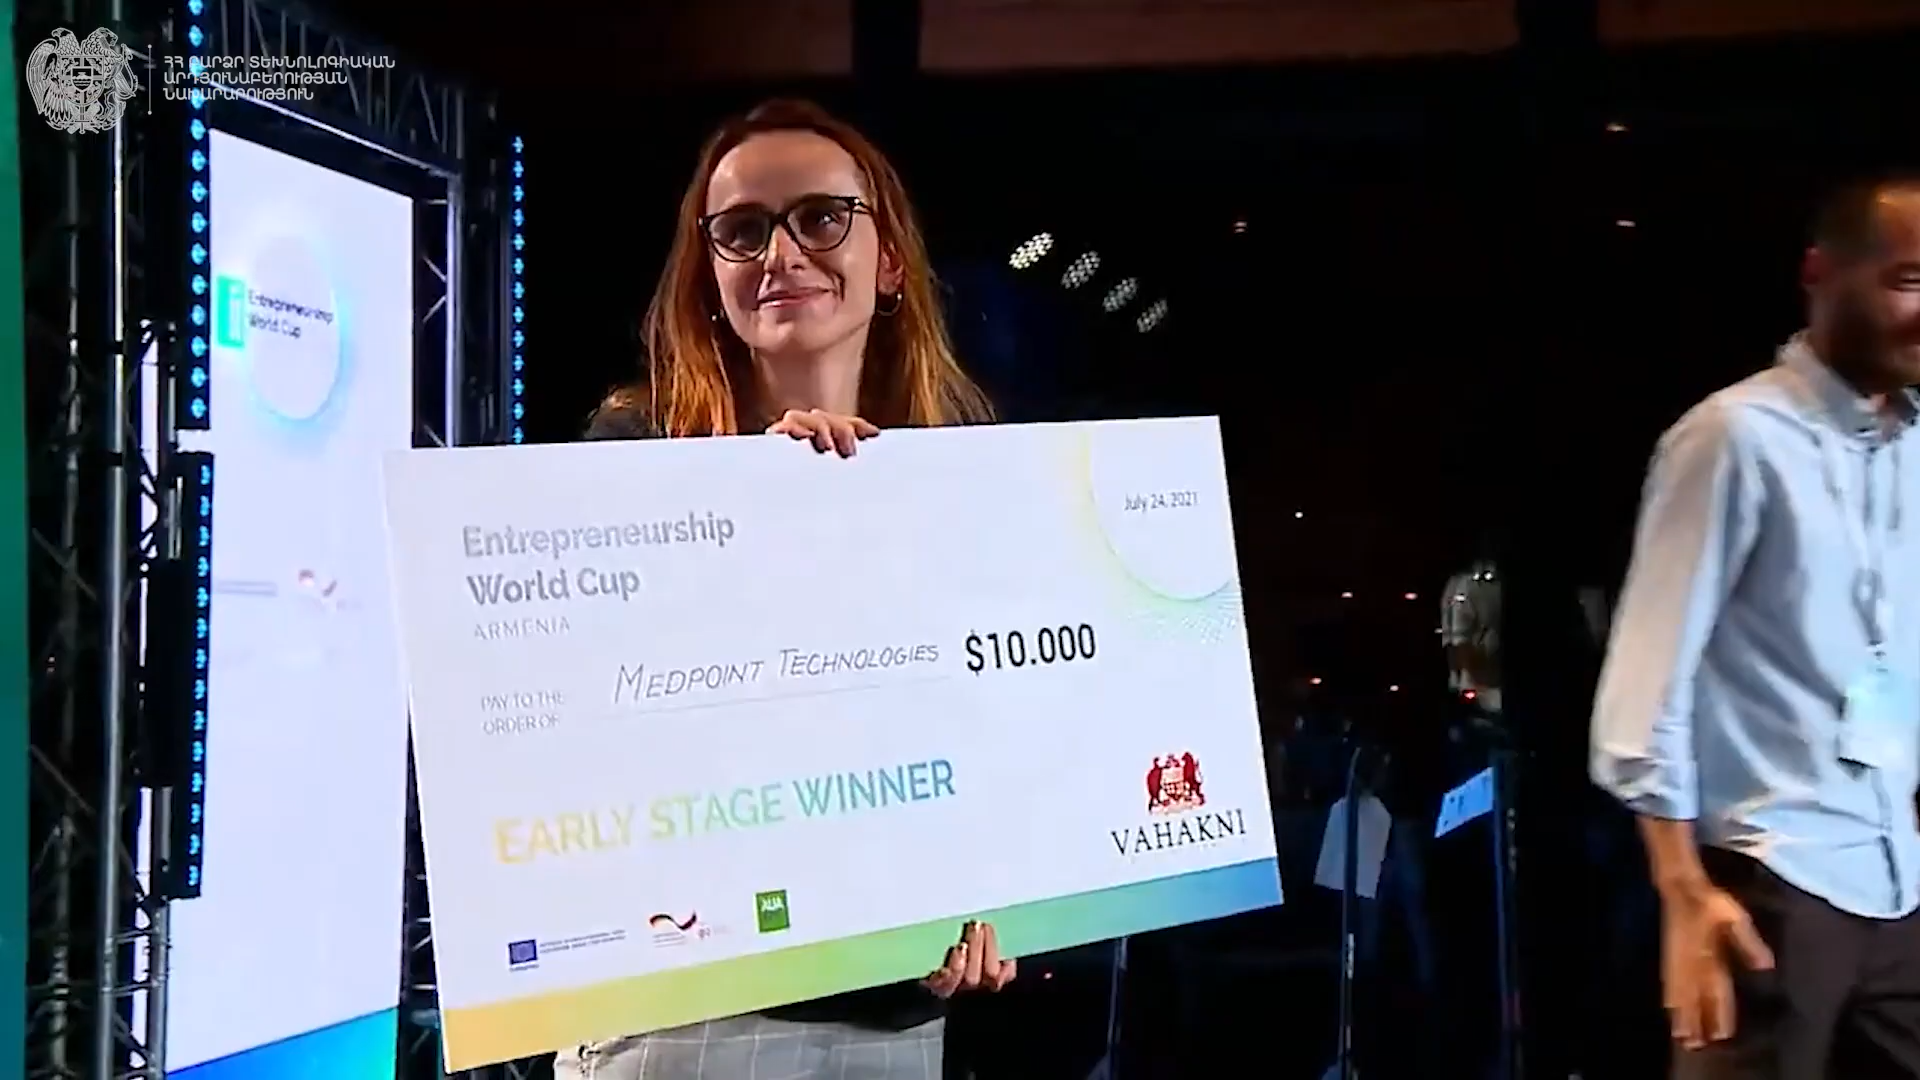 ՀՀ ԲԱՐՁՐ ՏԵԽՆՈԼՈԳԻԱԿԱՆ
ԱՐԴՅՈՒՆԱԲԵՐՈՒԹՅԱՆ
ՆԱԽԱՐԱՐՈՒԹՅՈՒՆ
Entrepreneurship
World Cup
Entrepreneurship
World Cup
ARMENIA
July 24, 2021
PAY TO THE
ORDER OF
MEDPOINT TECHNOLOGIES
$10.000
EARLY STAGE WINNER
VAHAKNI
AUA